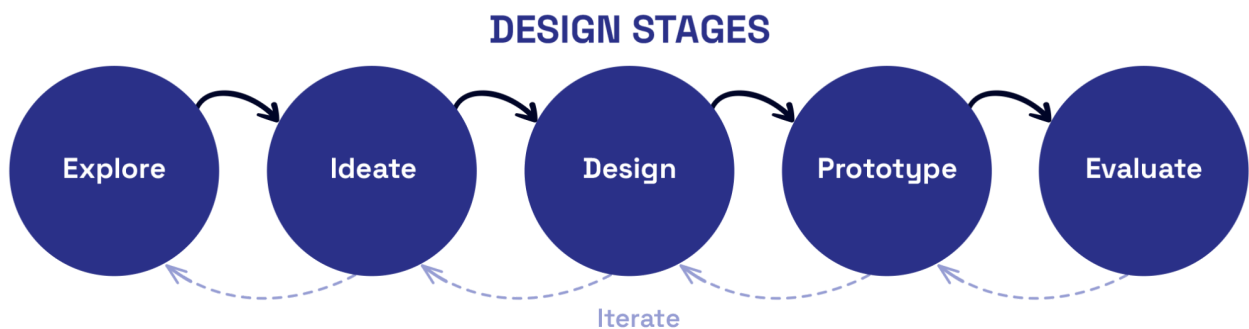 DESIGN STAGES
Explore
Ideate
Design
Prototype
Evaluate
Iterate